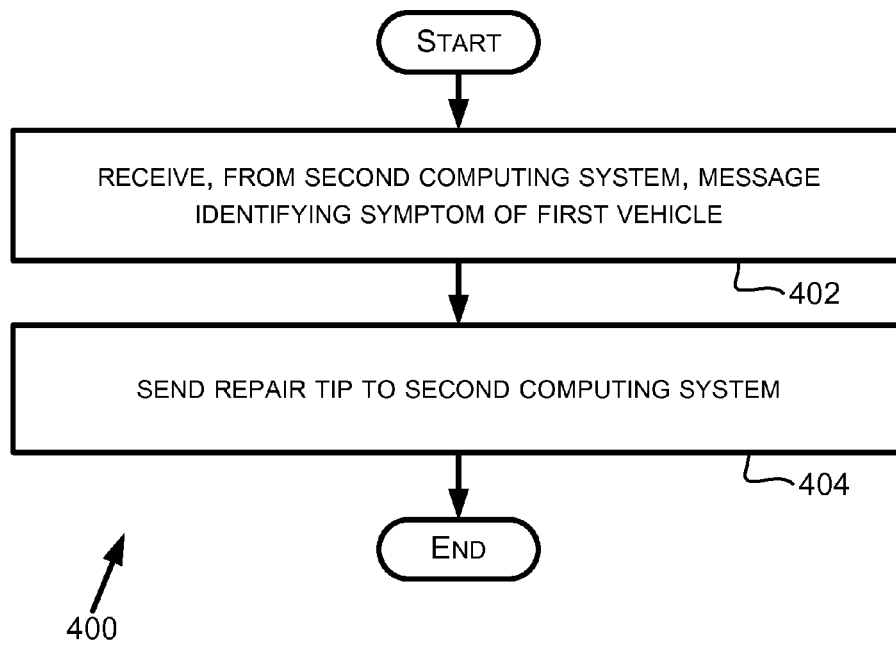 START
RECEIVE, FROM SECOND COMPUTING SYSTEM, MESSAGE
IDENTIFYING SYMPTOM OF FIRST VEHICLE
402
SEND REPAIR TIP TO SECOND COMPUTING SYSTEM
404
END
400